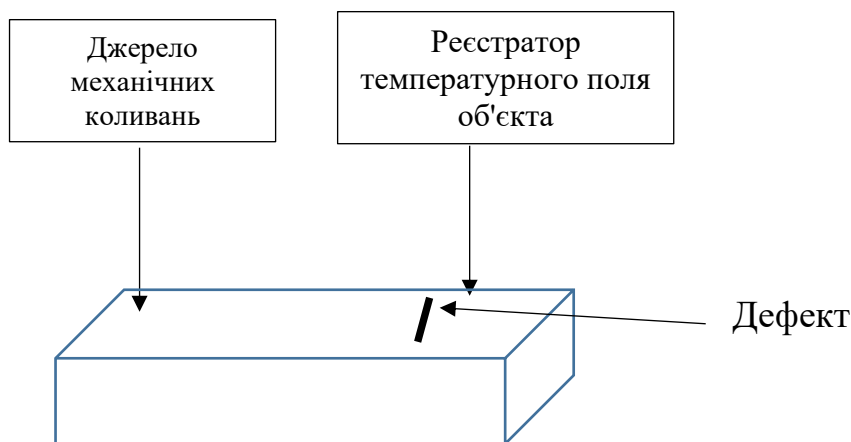 Джерело
механічних
коливань
Реєстратор
температурного поля
об'єкта
Дефект